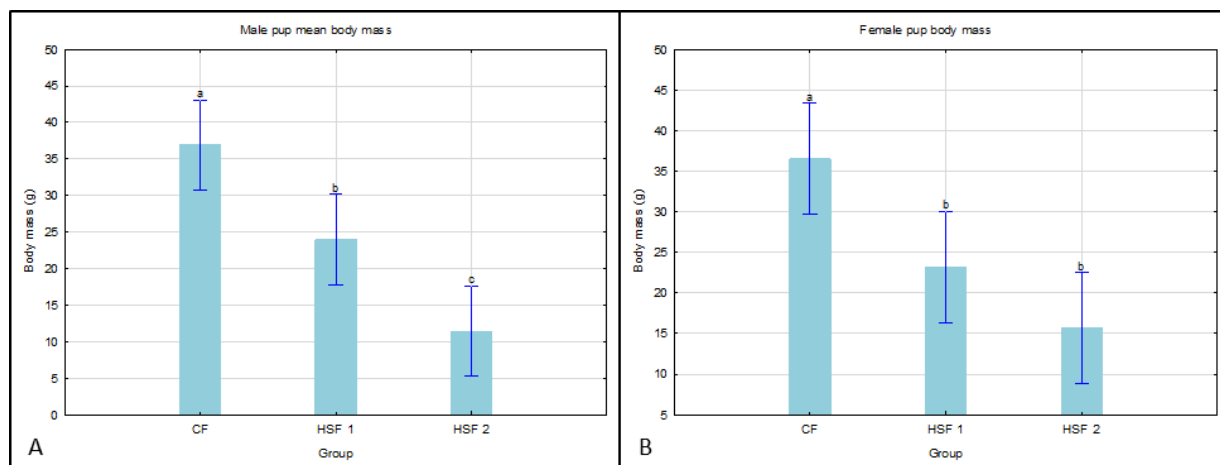 Male pup mean body mass
50
45
40
35
30
25
20
15
10
5
0
Body mass (g)
a
b
c
CF HSF 1 HSF 2
Group
A
Female pup body mass
50
45
40
35
30
25
20
15
10
5
Body mass (g)
a
b
b
CF HSF 1 HSF 2
Group
B